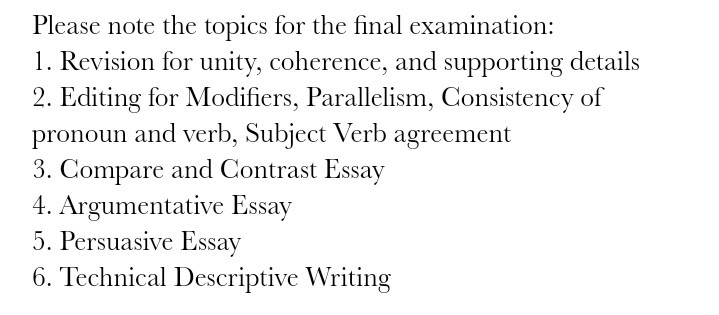 Please note the topics for the final examination:
1. Revision for unity, coherence, and supporting details
2. Editing for Modifiers, Parallelism, Consistency of
pronoun and verb, Subject Verb agreement
3. Compare and Contrast Essay
4. Argumentative Essay
5. Persuasive Essay
6. Technical Descriptive Writing